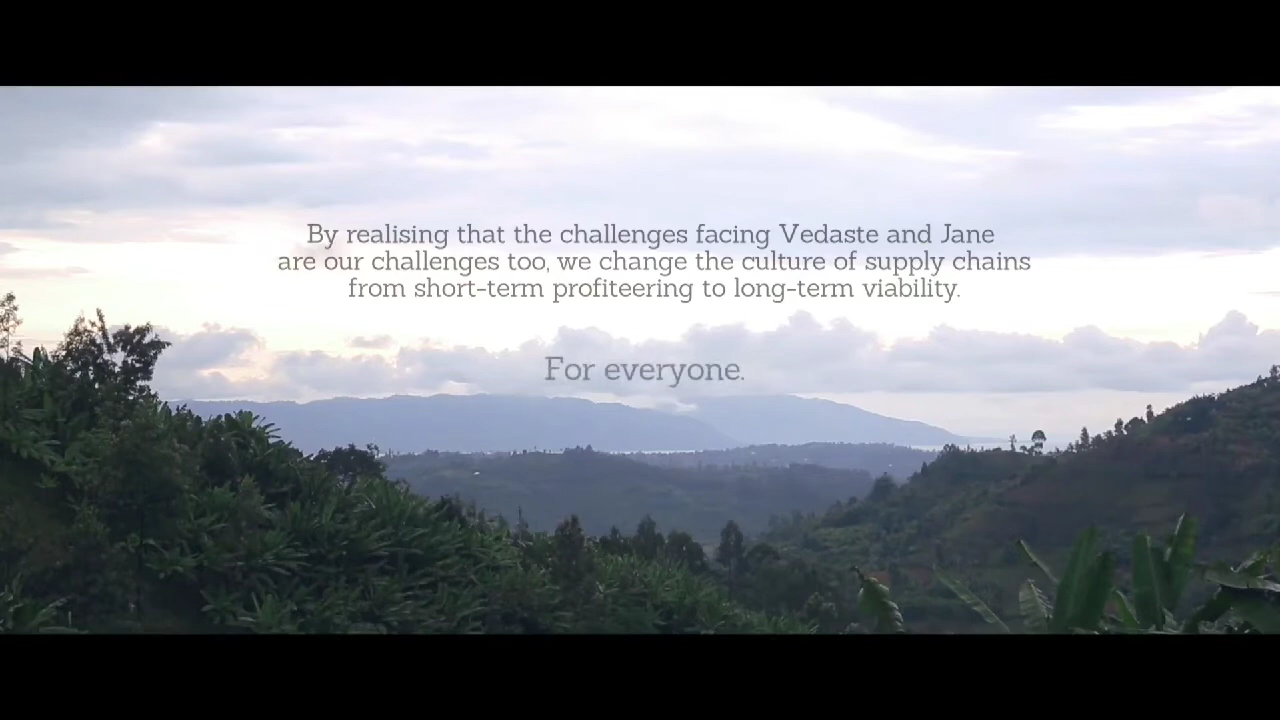 By realising that the challenges facing Vedaste and Jane
are our challenges too, we change the culture of supply chains
from short-term profiteering to long-term viability.
For everyone.